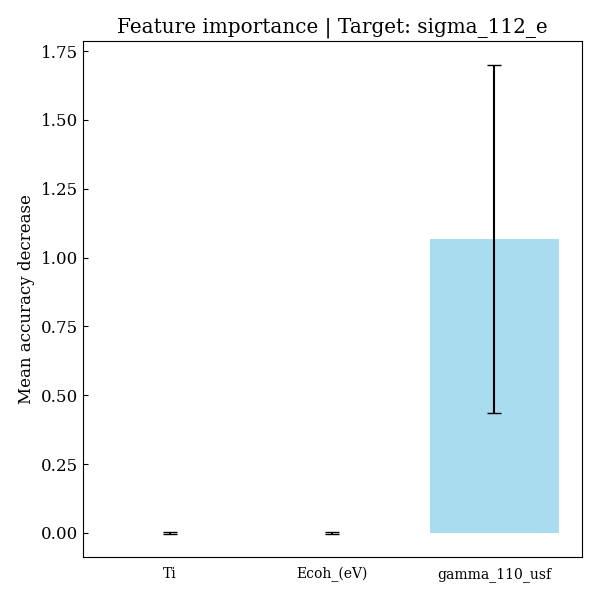 Feature importance | Target: sigma_112_e
Mean accuracy decrease
1.75
1.50
1.25
1.00
0.75
0.50
0.25
0.00
Ti
Ecoh_(eV)
gamma_110_usf